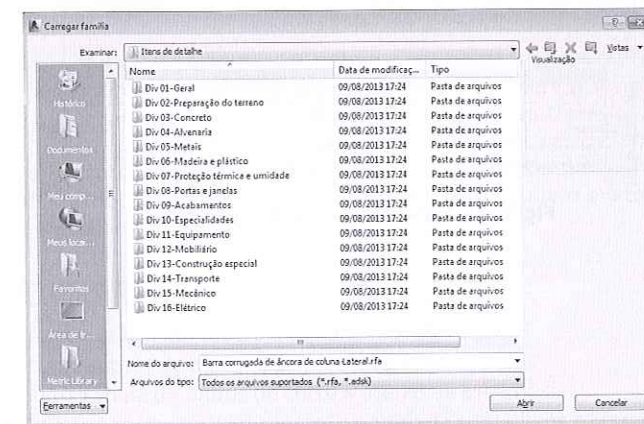 Carregar família
Examinar: Itens de detalhe Vistas
Visualização
Nome Data de modificaç... Tipo
Div 01-Geral 09/08/2013 17:24 Pasta de arquivos
Div 02-Preparação do terreno 09/08/2013 17:24 Pasta de arquivos
Div 03-Concreto 09/08/2013 17:24 Pasta de arquivos
Div 04-Alvenaria 09/08/2013 17:24 Pasta de arquivos
Div 05-Metais 09/08/2013 17:24 Pasta de arquivos
Div 06-Madeira e plástico 09/08/2013 17:24 Pasta de arquivos
Div 07-Proteção térmica e umidade 09/08/2013 17:24 Pasta de arquivos
Div 08-Portas e janelas 09/08/2013 17:24 Pasta de arquivos
Div 09-Acabamentos 09/08/2013 17:24 Pasta de arquivos
Div 10-Especialidades 09/08/2013 17:24 Pasta de arquivos
Div 11-Equipamento 09/08/2013 17:24 Pasta de arquivos
Div 12-Mobiliário 09/08/2013 17:24 Pasta de arquivos
Div 13-Construção especial 09/08/2013 17:24 Pasta de arquivos
Div 14-Transporte 09/08/2013 17:24 Pasta de arquivos
Div 15-Mecânico 09/08/2013 17:24 Pasta de arquivos
Div 16-Elétrico 09/08/2013 17:24 Pasta de arquivos
Histórico
Documentos
Meu comp...
Meus locai...
Favoritos
Área de tr...
Metric Library
Nome do arquivo: Barra corrugada de âncora de coluna-Lateral.rfa
Arquivos do tipo: Todos os arquivos suportados (*.rfa, *.adsk)
Ferramentas Abrir Cancelar